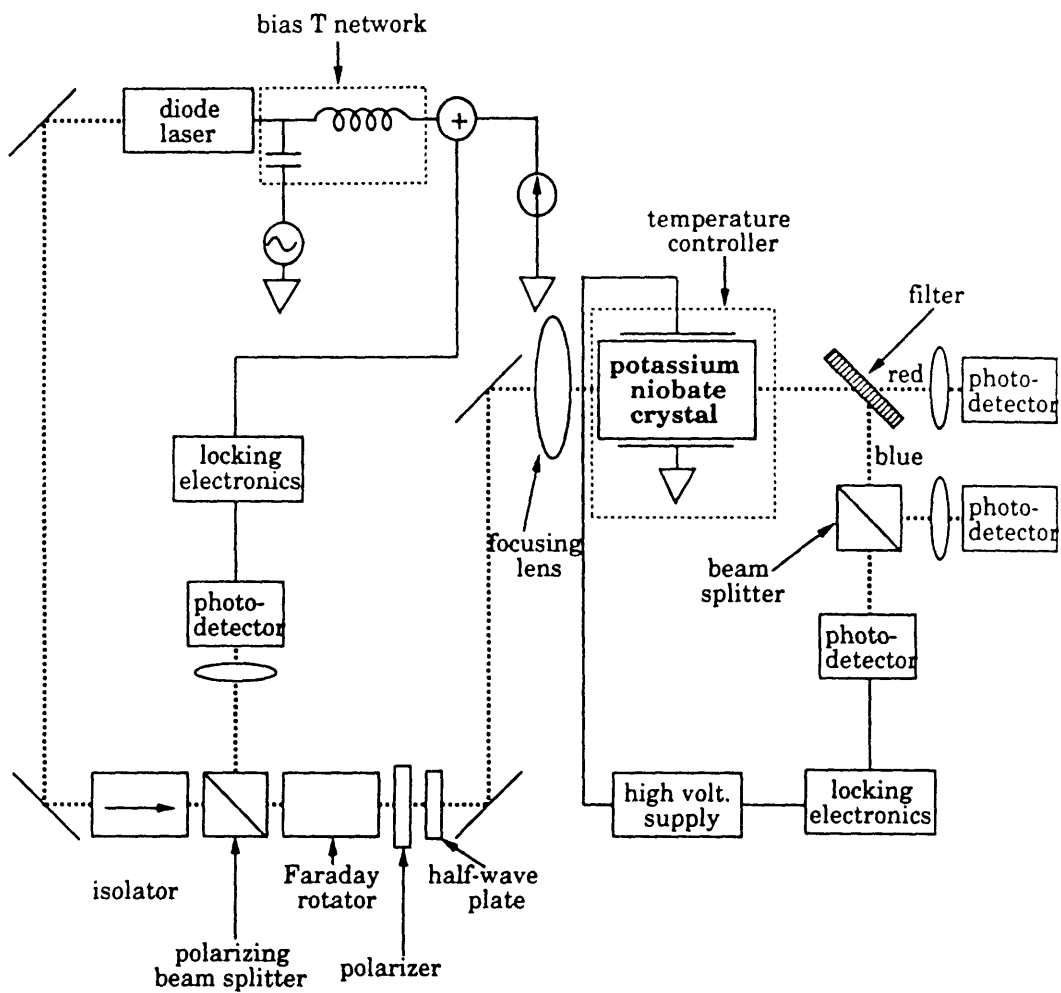 bias T network
diode
laser
+
temperature
controller
filter
potassium
niobate
crystal
red
photo-
detector
locking
electronics
blue
photo-
detector
focusing
lens
beam
splitter
photo-
detector
photo-
detector
high volt.
supply
locking
electronics
isolator
Faraday
rotator
half-wave
plate
polarizing
beam splitter
polarizer